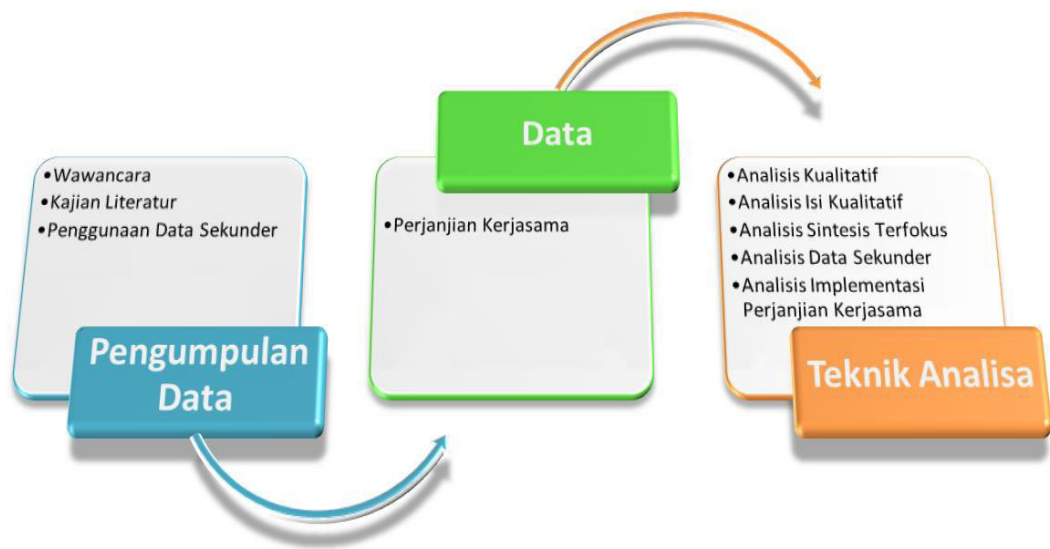 •Wawancara
•Kajian Literatur
•Penggunaan Data Sekunder
Pengumpulan
Data
Data
•Perjanjian Kerjasama
•Analisis Kualitatif
•Analisis Isi Kualitatif
•Analisis Sintesis Terfokus
•Analisis Data Sekunder
•Analisis Implementasi
Perjanjian Kerjasama
Teknik Analisa